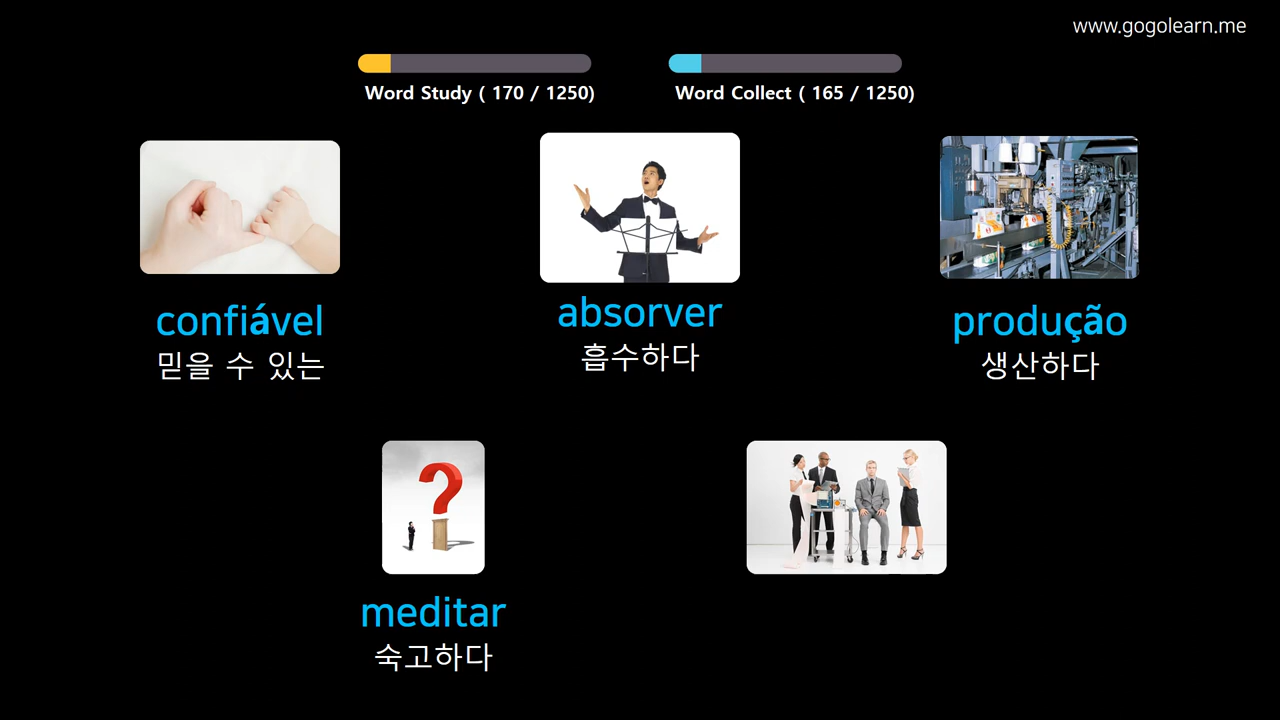 www.gogolearn.me
Word Study ( 170 / 1250)
Word Collect ( 165 / 1250)
confiável
믿을 수 있는
absorver
흡수하다
produção
생산하다
meditar
숙고하다